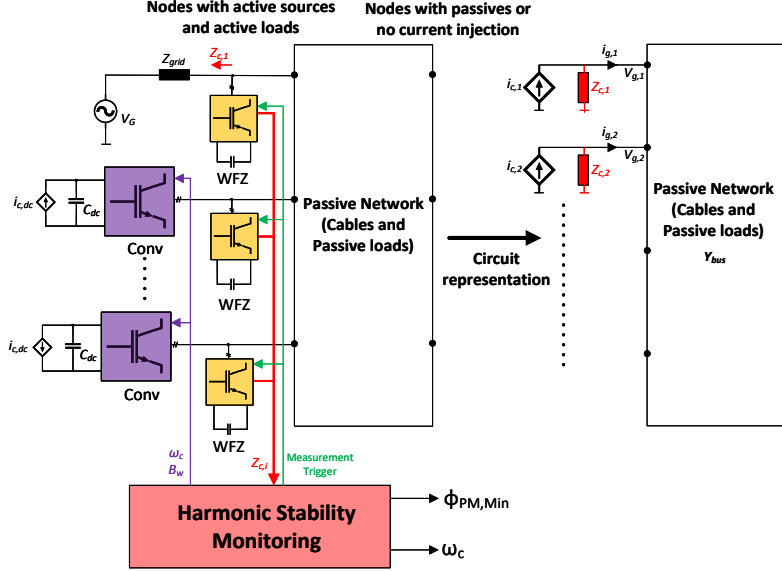 Nodes with active sources
and active loads
Nodes with passives or
no current injection
Z_grid
Z_c,1
V_G
WFZ
i_c,dc
C_dc
Conv
WFZ
Passive Network
(Cables and
Passive loads)
i_c,dc
C_dc
Conv
WFZ
ω_c
B_w
Z_c,i
Measurement
Trigger
Harmonic Stability
Monitoring
ϕ_PM,Min
ω_c
Circuit
representation
i_g,1
V_g,1
i_c,1
Z_c,1
i_g,2
V_g,2
i_c,2
Z_c,2
Passive Network
(Cables and
Passive loads)
Y_bus